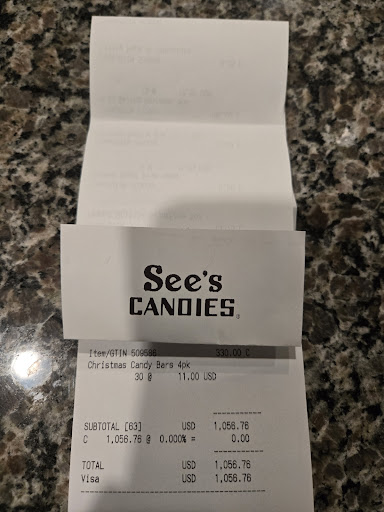 See's
CANDIES®
Item/GTIN 509586 330.00 C
Christmas Candy Bars 4pk
30 @ 11.00 USD
SUBTOTAL [63] USD 1,056.76
C 1,056.76 @ 0.000% = 0.00
TOTAL USD 1,056.76
Visa USD 1,056.76